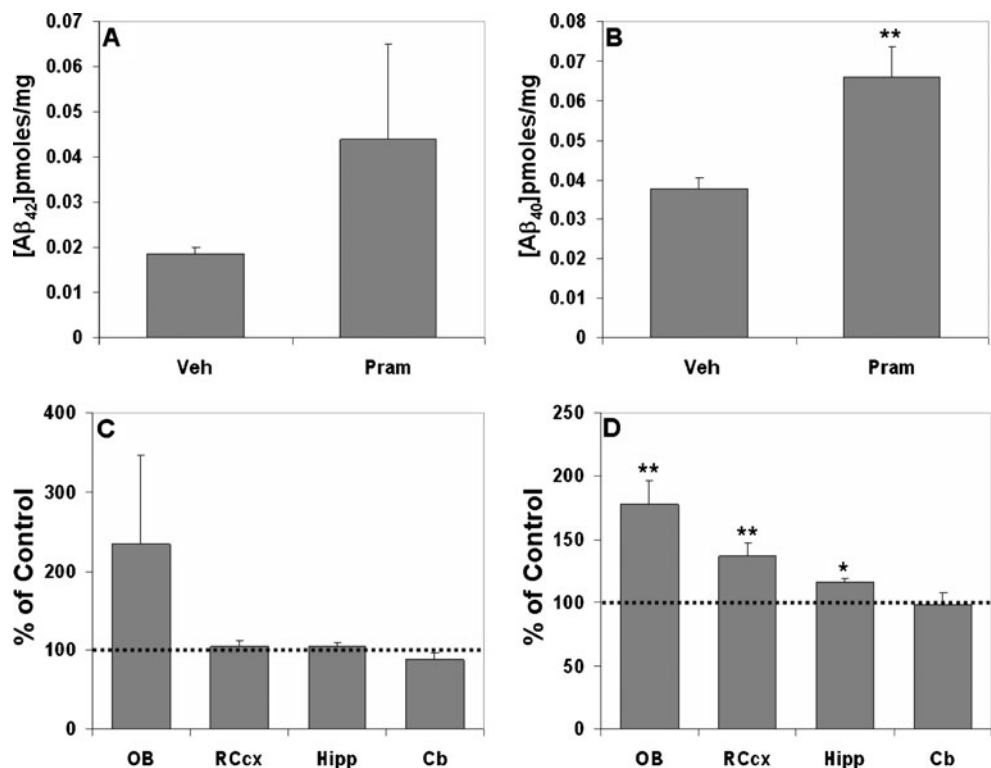 A
[Aβ42]pmoles/mg
0.07
0.06
0.05
0.04
0.03
0.02
0.01
0
Veh Pram
B
**
[Aβ40]pmoles/mg
0.08
0.07
0.06
0.05
0.04
0.03
0.02
0.01
0
Veh Pram
C
% of Control
400
300
200
100
0
OB RCcx Hipp Cb
D
** ** *
% of Control
250
200
150
100
50
0
OB RCcx Hipp Cb